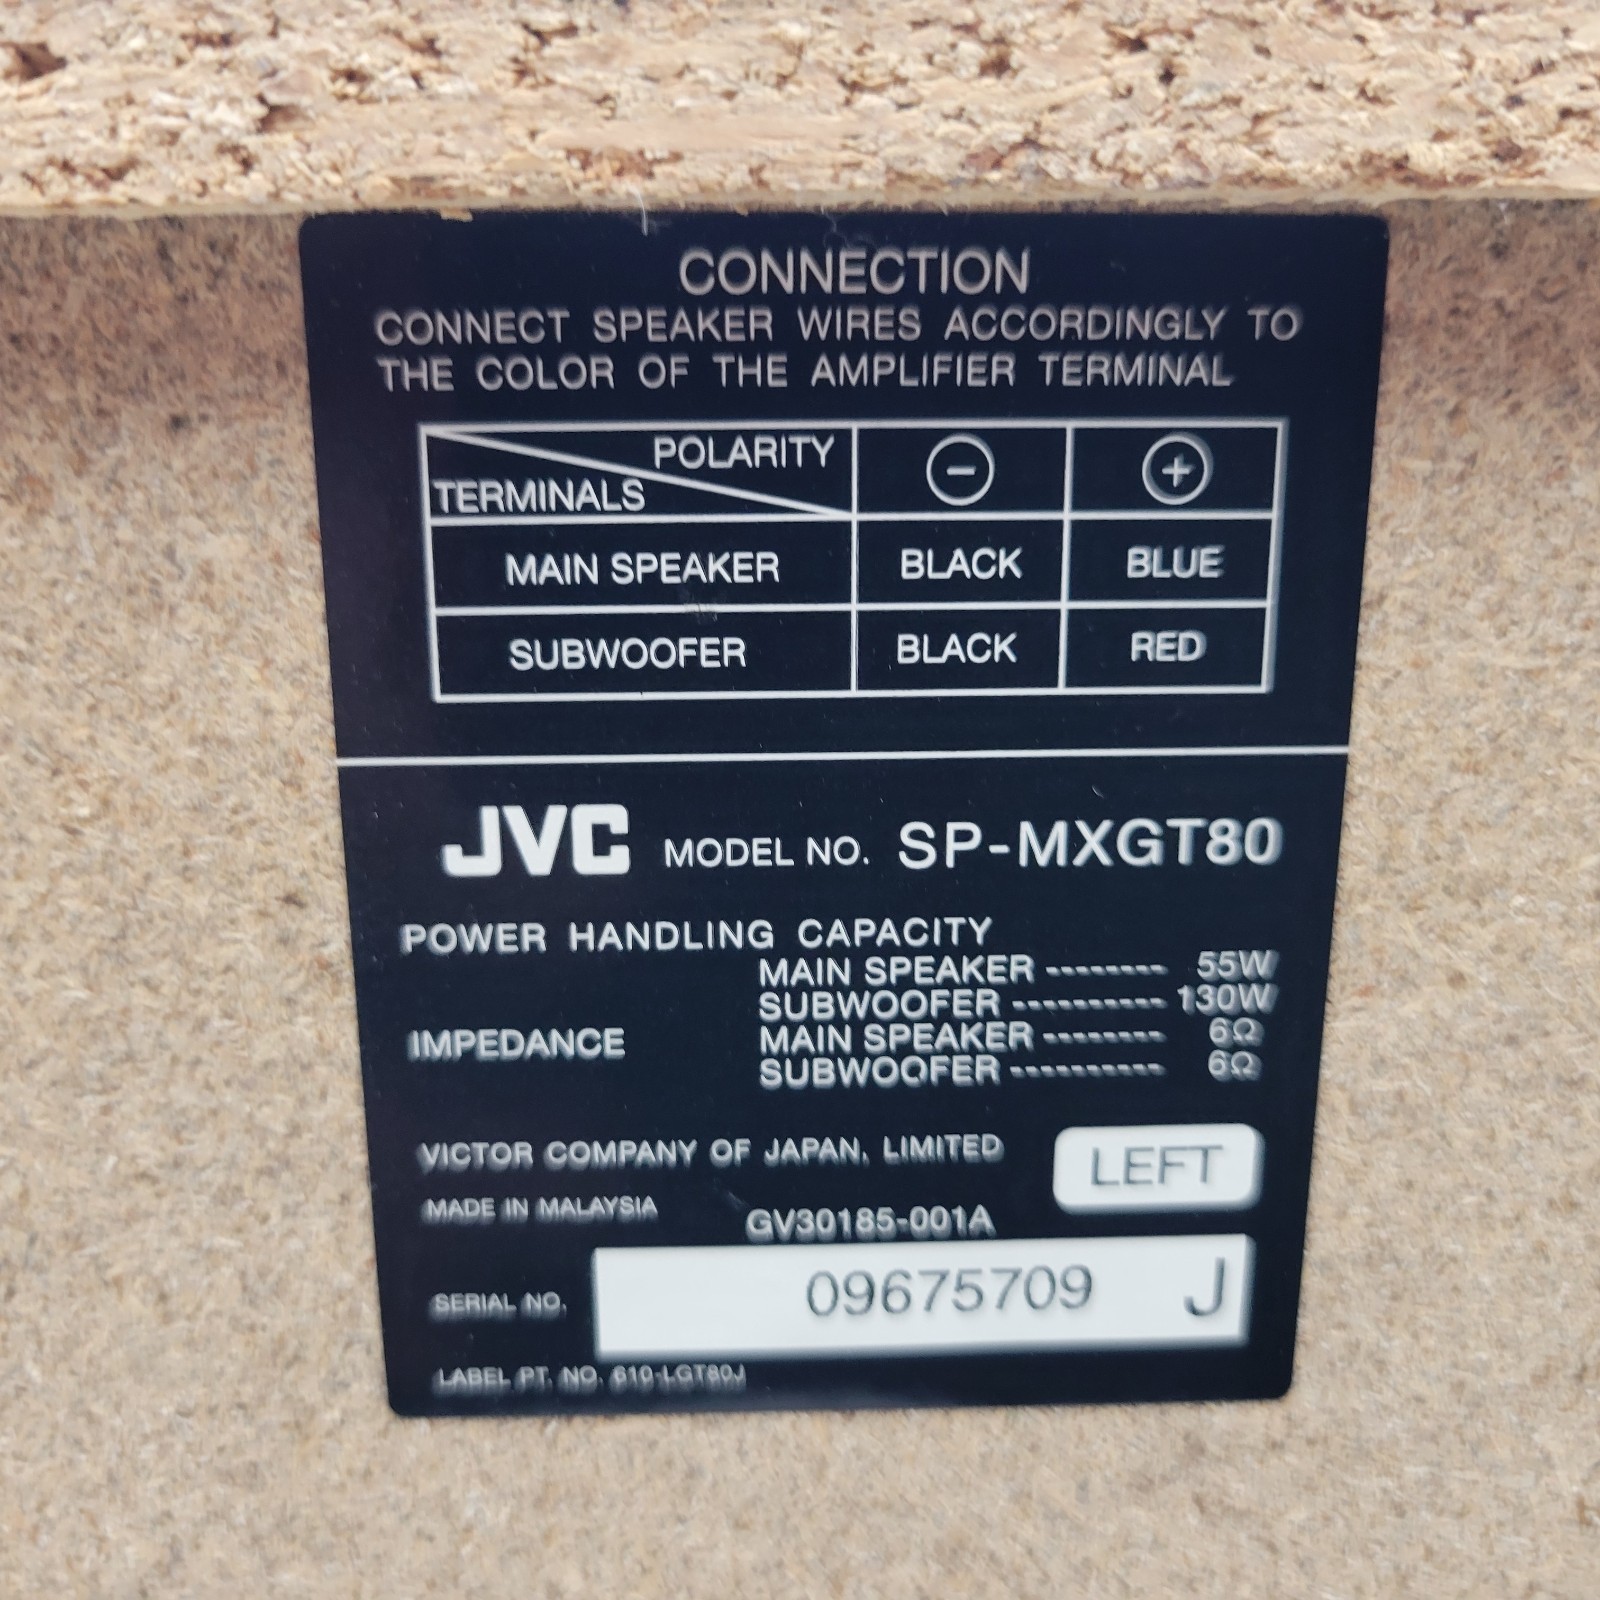 CONNECTION
CONNECT SPEAKER WIRES ACCORDINGLY TO
THE COLOR OF THE AMPLIFIER TERMINAL
POLARITY ⊖ ⊕
TERMINALS
MAIN SPEAKER BLACK BLUE
SUBWOOFER BLACK RED
JVC MODEL NO. SP-MXGT80
POWER HANDLING CAPACITY
MAIN SPEAKER -------- 55W
SUBWOOFER ---------- 130W
IMPEDANCE MAIN SPEAKER -------- 6Ω
SUBWOOFER ---------- 6Ω
VICTOR COMPANY OF JAPAN, LIMITED
LEFT
MADE IN MALAYSIA
GV30185-001A
SERIAL NO. 09675709 J
LABEL PT. NO. 610-LGT80J